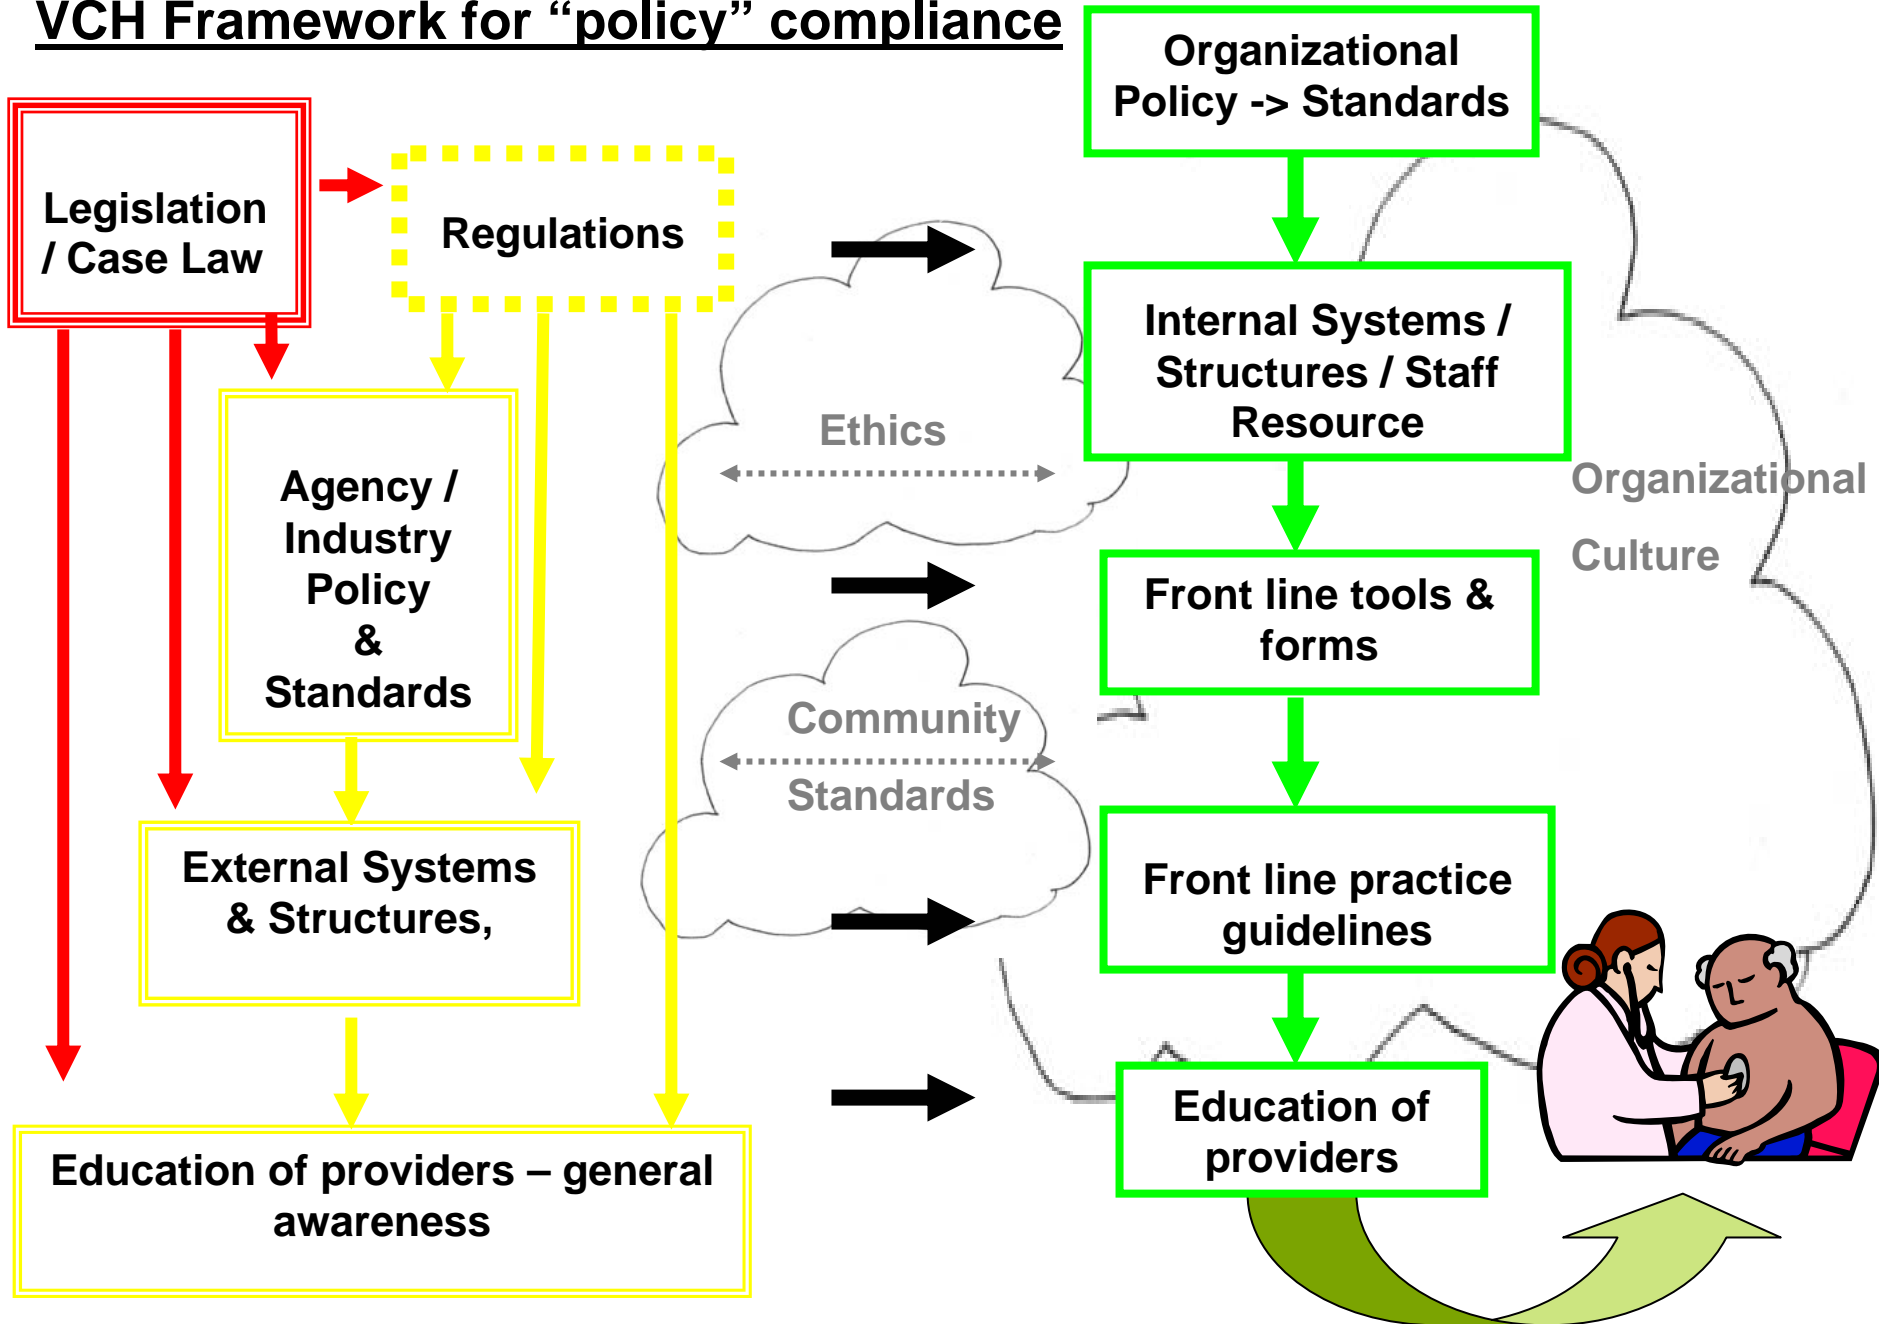 VCH Framework for “policy” compliance
Legislation
/ Case Law
Regulations
Agency /
Industry
Policy
&
Standards
External Systems
& Structures,
Education of providers – general
awareness
Ethics
Community
Standards
Organizational
Policy -> Standards
Internal Systems /
Structures / Staff
Resource
Front line tools &
forms
Front line practice
guidelines
Education of
providers
Organizational
Culture